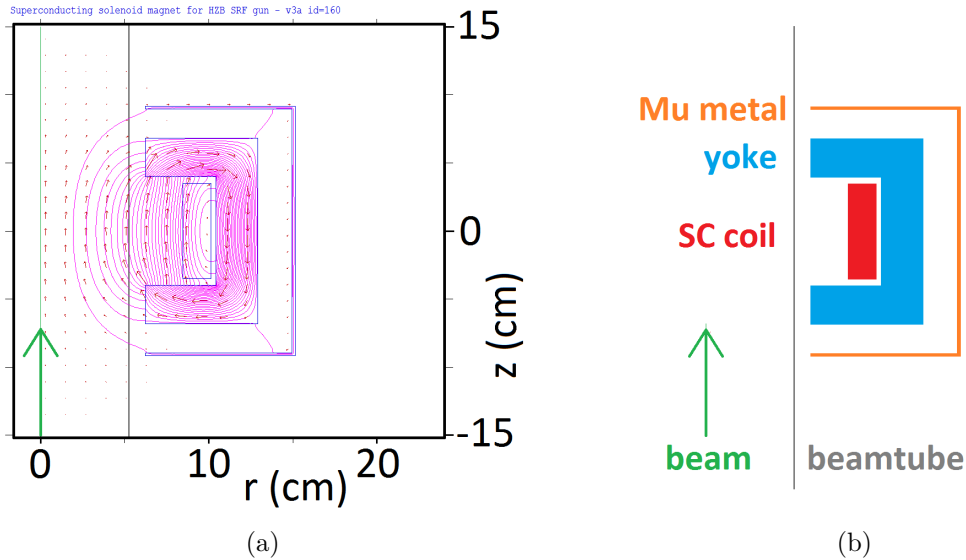 Superconducting solenoid magnet for HZB SRF gun - v3a id=160
15
0
-15
z (cm)
0
10
20
r (cm)
(a)
Mu metal
yoke
SC coil
beam
beamtube
(b)